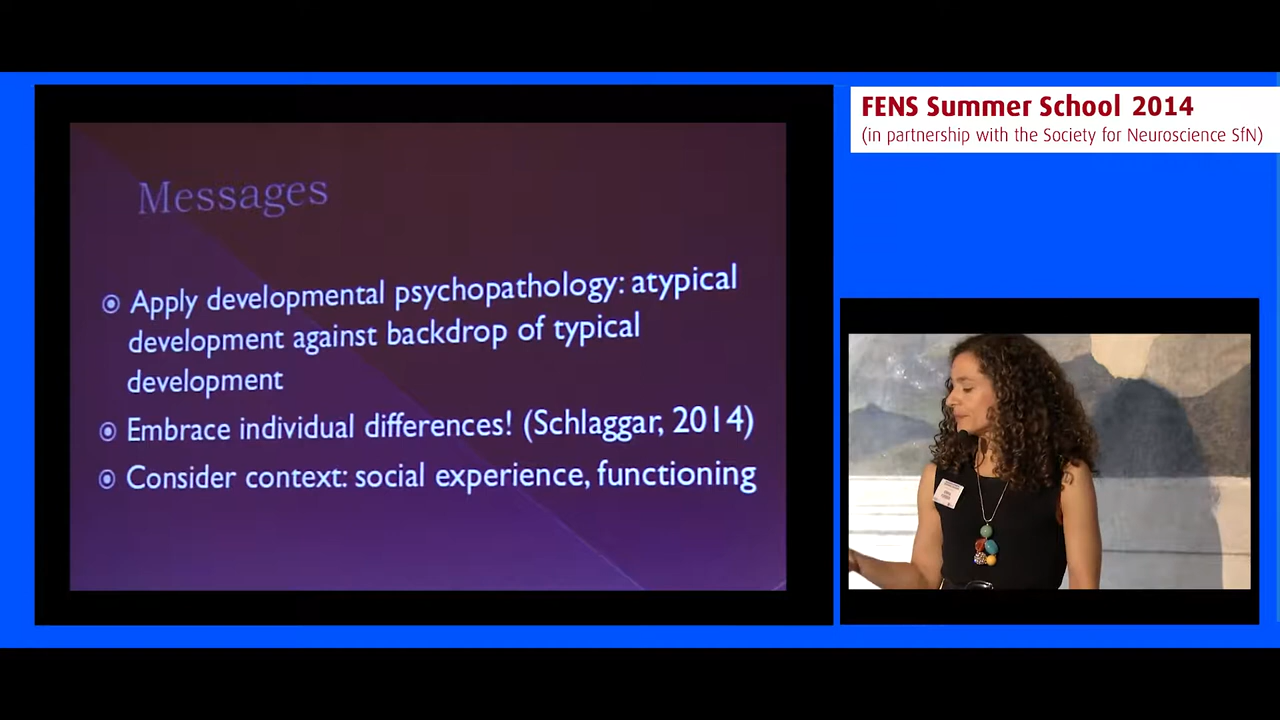 FENS Summer School 2014
(in partnership with the Society for Neuroscience SfN)
Messages
Apply developmental psychopathology: atypical
development against backdrop of typical
development
Embrace individual differences! (Schlaggar, 2014)
Consider context: social experience, functioning